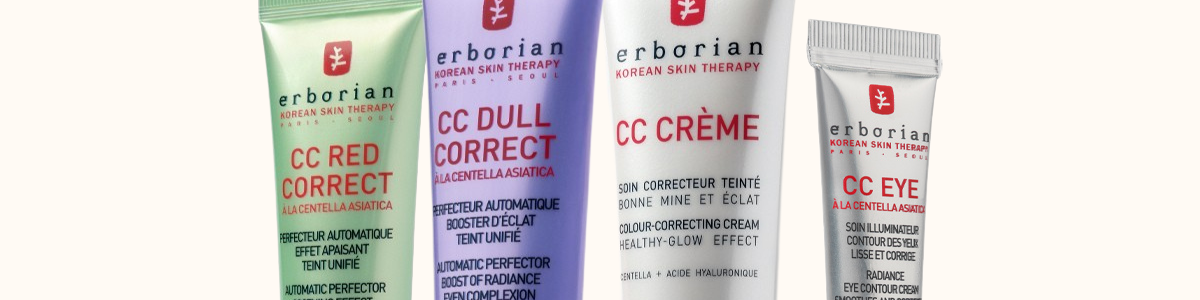 erborian
KOREAN SKIN THERAPY
PARIS - SEOUL
CC RED
CORRECT
À LA CENTELLA ASIATICA
PERFECTEUR AUTOMATIQUE
EFFET APAISANT
TEINT UNIFIÉ
AUTOMATIC PERFECTOR
erborian
KOREAN SKIN THERAPY
PARIS - SEOUL
CC DULL
CORRECT
À LA CENTELLA ASIATICA
PERFECTEUR AUTOMATIQUE
BOOSTER D'ÉCLAT
TEINT UNIFIÉ
AUTOMATIC PERFECTOR
BOOST OF RADIANCE
EVEN COMPLEXION
erborian
KOREAN SKIN THERAPY
CC CRÈME
SOIN CORRECTEUR TEINTÉ
BONNE MINE ET ÉCLAT
COLOUR-CORRECTING CREAM
HEALTHY-GLOW EFFECT
CENTELLA + ACIDE HYALURONIQUE
erborian
KOREAN SKIN THERAPY
PARIS - SEOUL
CC EYE
À LA CENTELLA ASIATICA
SOIN ILLUMINATEUR
CONTOUR DES YEUX
LISSE ET CORRIGE
RADIANCE
EYE CONTOUR CREAM